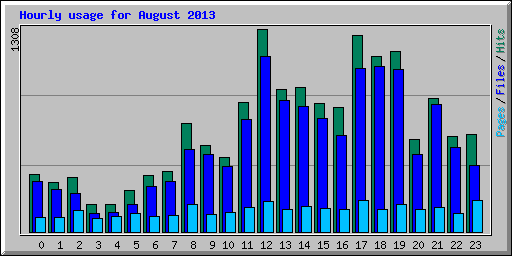 Hourly usage for August 2013
1308
Pages / Files / Hits
0 1 2 3 4 5 6 7 8 9 10 11 12 13 14 15 16 17 18 19 20 21 22 23